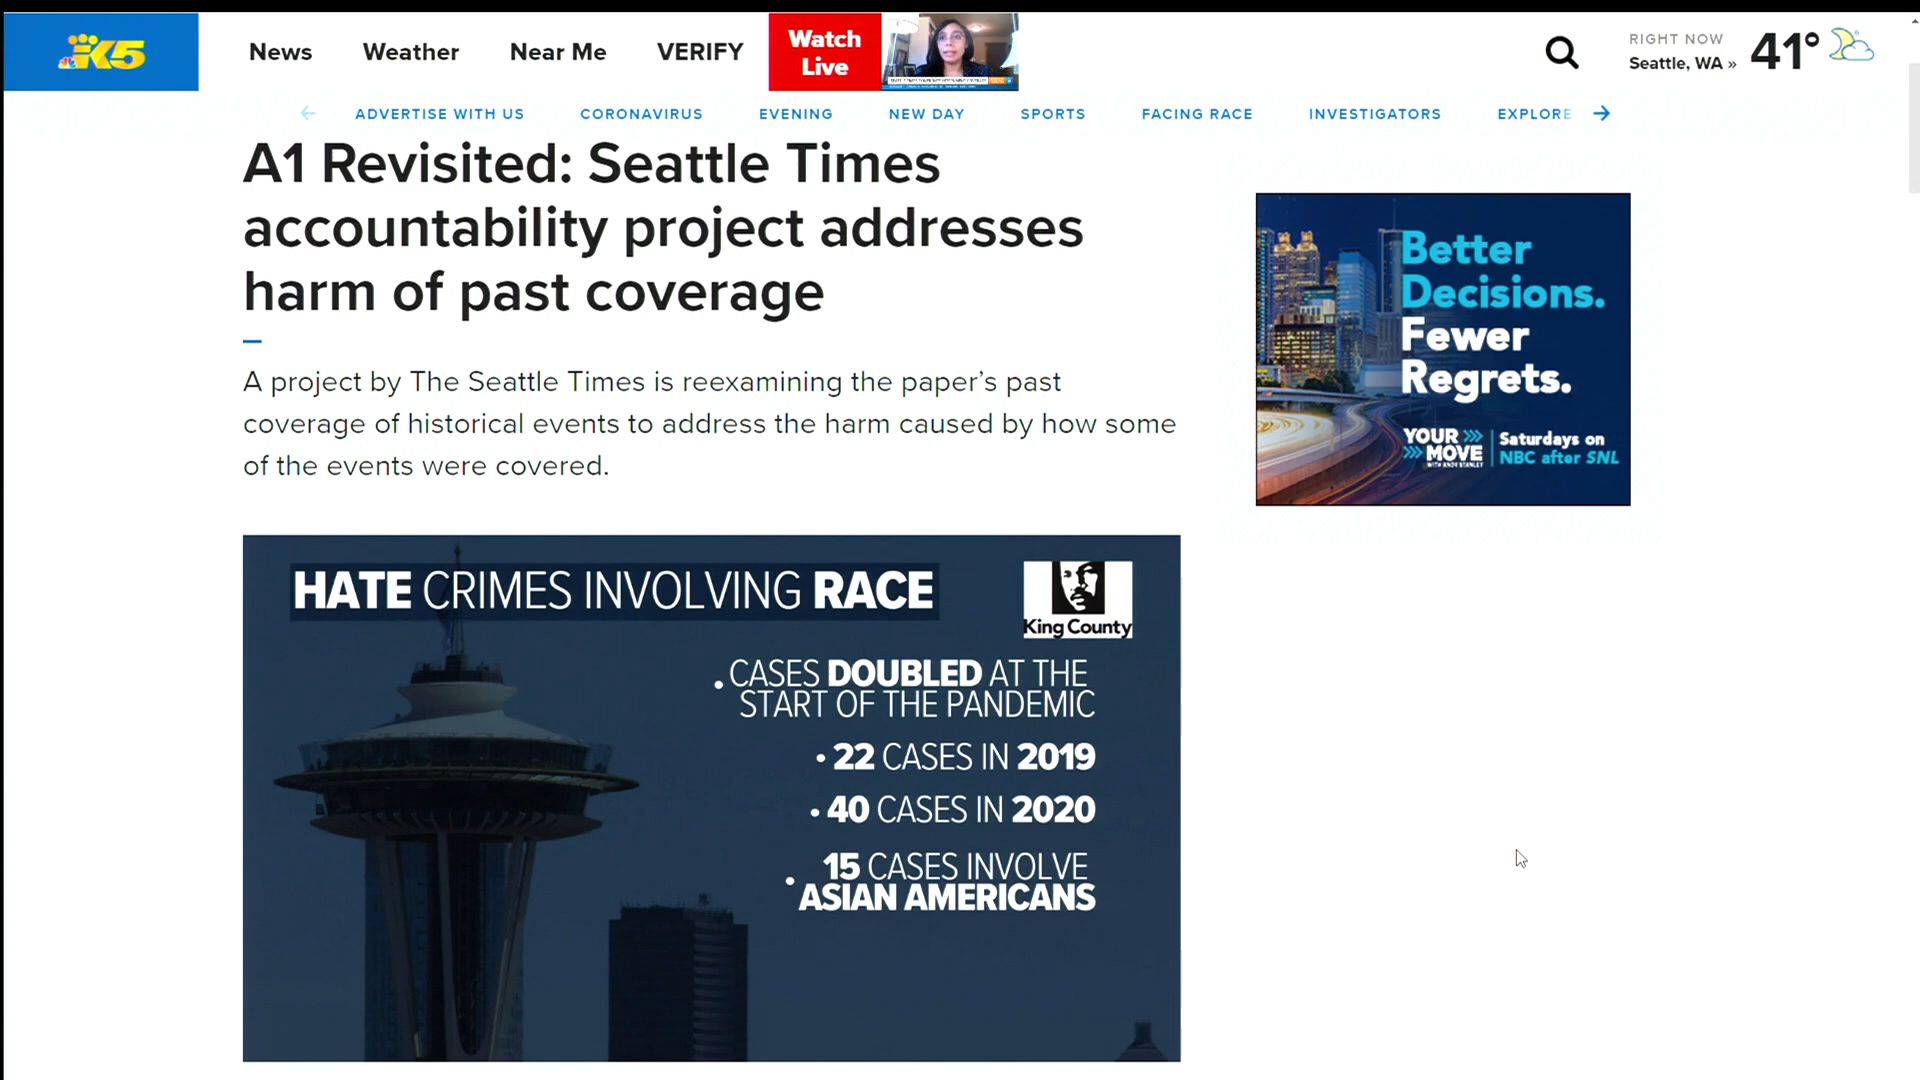 K5
News
Weather
Near Me
VERIFY
Watch
Live
RIGHT NOW
Seattle, WA »
41°
ADVERTISE WITH US
CORONAVIRUS
EVENING
NEW DAY
SPORTS
FACING RACE
INVESTIGATORS
EXPLORE
A1 Revisited: Seattle Times
accountability project addresses
harm of past coverage
A project by The Seattle Times is reexamining the paper’s past
coverage of historical events to address the harm caused by how some
of the events were covered.
Better
Decisions.
Fewer
Regrets.
YOUR
MOVE
WITH ANDY STANLEY
Saturdays on
NBC after SNL
HATE CRIMES INVOLVING RACE
King County
• CASES DOUBLED AT THE
START OF THE PANDEMIC
• 22 CASES IN 2019
• 40 CASES IN 2020
• 15 CASES INVOLVE
ASIAN AMERICANS